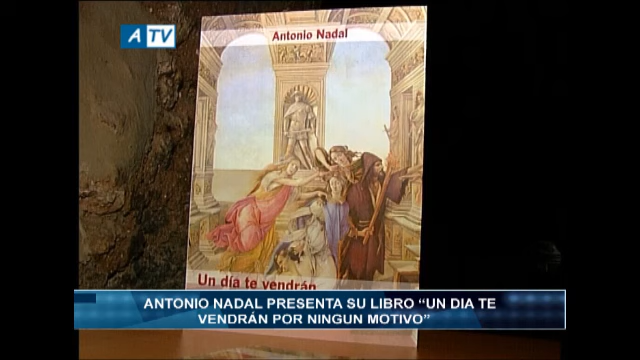 ATV
Antonio Nadal
Un día te vendrán
ANTONIO NADAL PRESENTA SU LIBRO “UN DIA TE
VENDRÁN POR NINGUN MOTIVO”